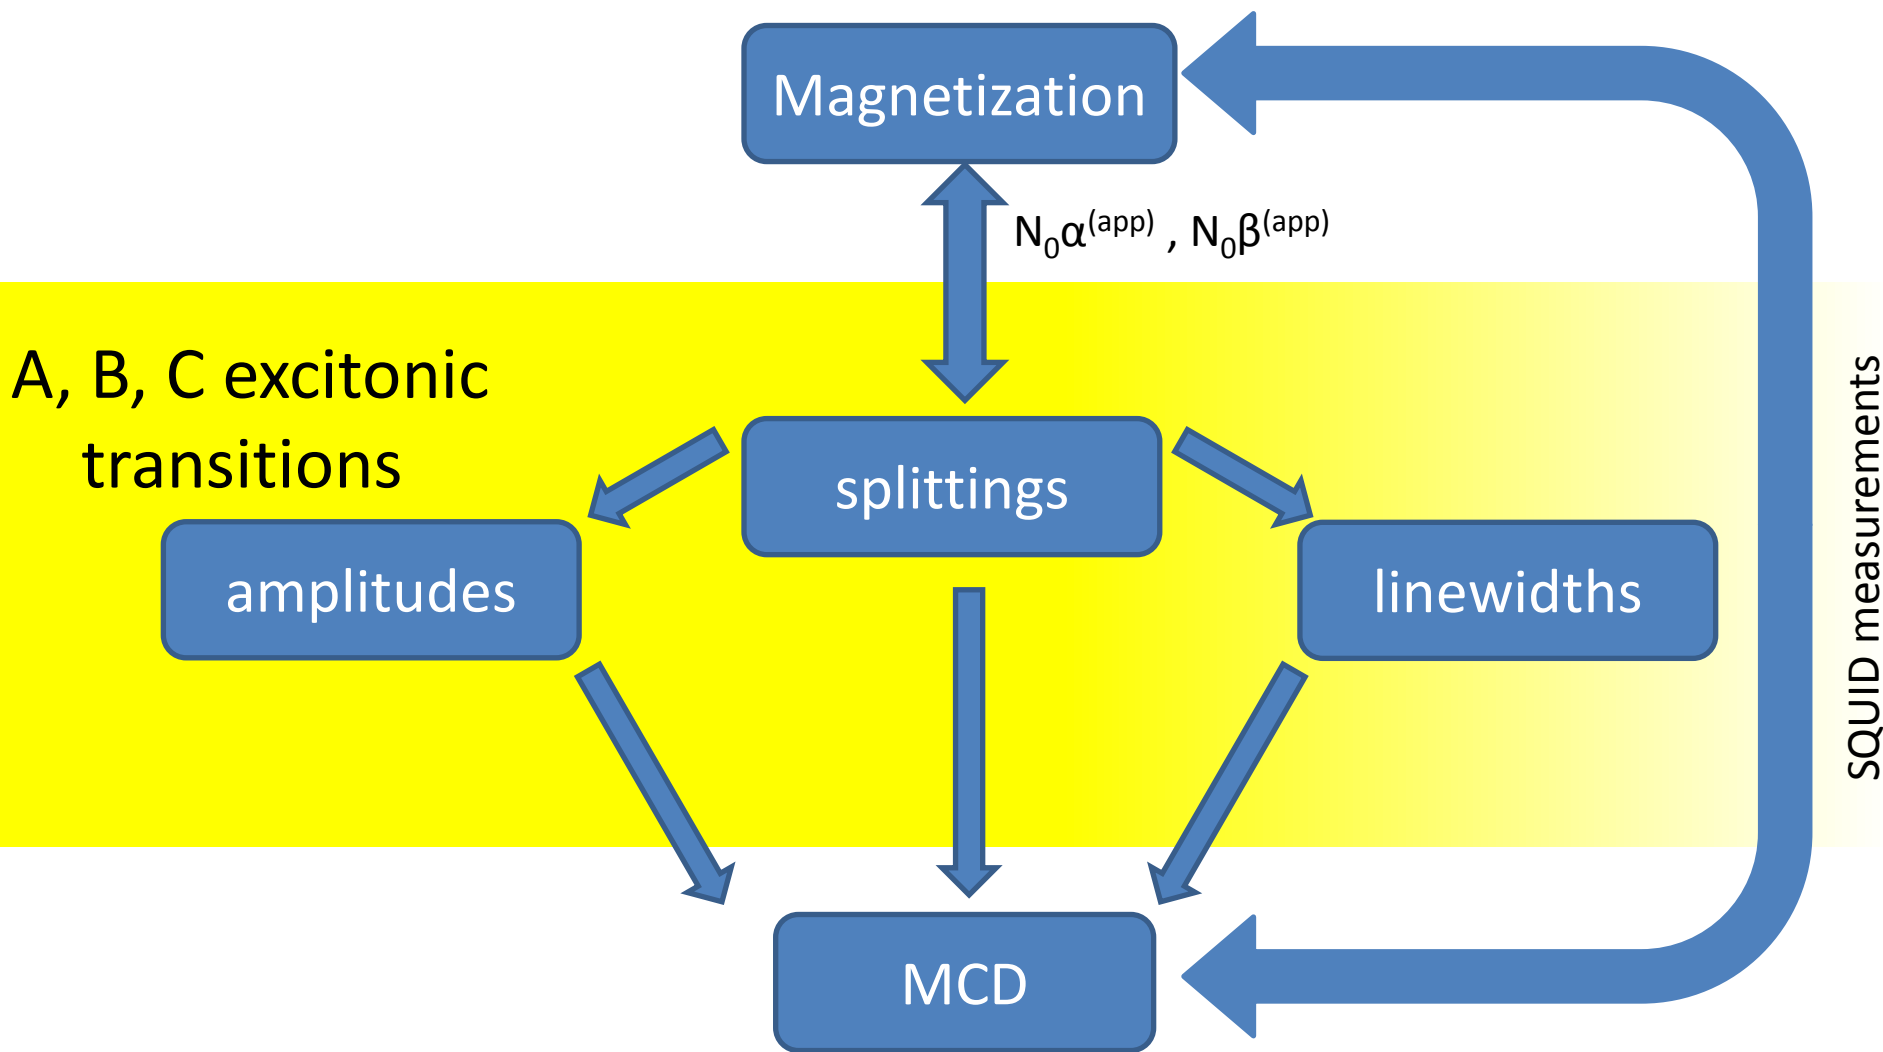 Magnetization
N₀α⁽ᵃᵖᵖ⁾ , N₀β⁽ᵃᵖᵖ⁾
A, B, C excitonic
transitions
splittings
amplitudes
linewidths
SQUID measurements
MCD